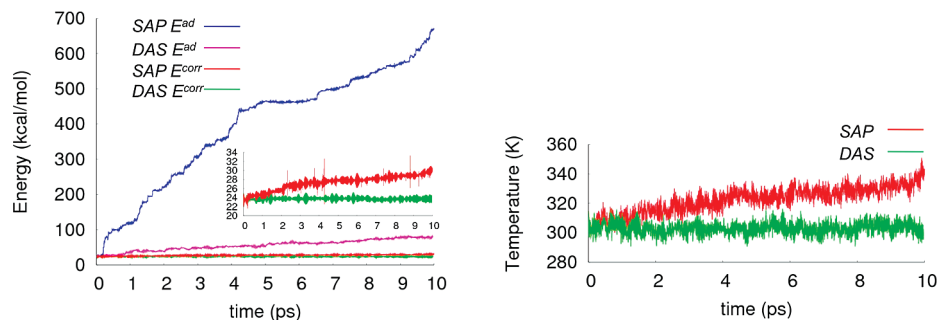 700
600
500
400
300
200
100
0
Energy (kcal/mol)
SAP E^ad
DAS E^ad
SAP E^corr
DAS E^corr
34
32
30
28
26
24
22
20
0 1 2 3 4 5 6 7 8 9 10
0 1 2 3 4 5 6 7 8 9 10
time (ps)
SAP
DAS
360
340
320
300
280
Temperature (K)
0 2 4 6 8 10
time (ps)